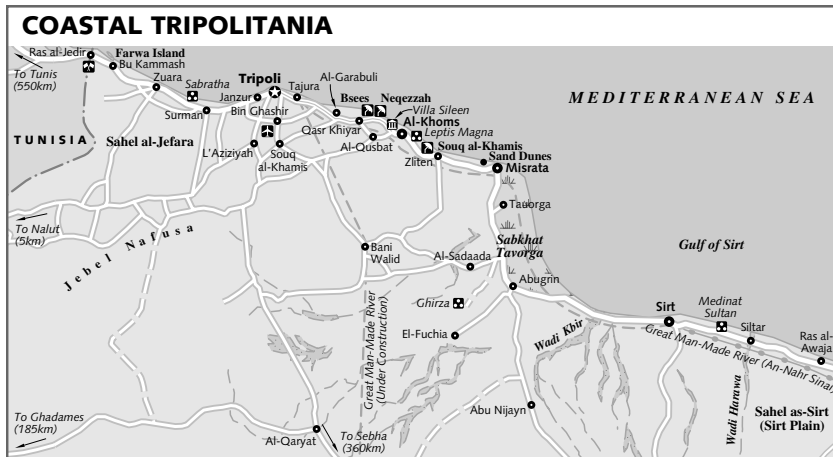 COASTAL TRIPOLITANIA
Ras al-Jedir
Farwa Island
Bu Kammash
To Tunis
(550km)
Zuara
Sabratha
Surman
Janzur
Tripoli
Tajura
Al-Garabuli
Bin Ghashir
Bsees
Neqezzah
Villa Sileen
Al-Khoms
Leptis Magna
Qasr Khiyar
Al-Qusbat
Souq al-Khamis
Zliten
Sand Dunes
Misrata
MEDITERRANEAN SEA
TUNISIA
Sahel al-Jefara
L'Aziziyah
Souq
al-Khamis
Tauorga
To Nalut
(5km)
Jebel Nafusa
Bani
Walid
Al-Sadaada
Sabkhat
Tavorga
Gulf of Sirt
Abugrin
Ghirza
El-Fuchia
Great Man-Made River
(Under Construction)
Wadi Kbir
Sirt
Medinat
Sultan
Siltar
Ras al-
Awaja
Great Man-Made River (An-Nahr Sinai)
Wadi Harawa
Sahel as-Sirt
(Sirt Plain)
Abu Nijayn
To Ghadames
(185km)
Al-Qaryat
To Sebha
(360km)